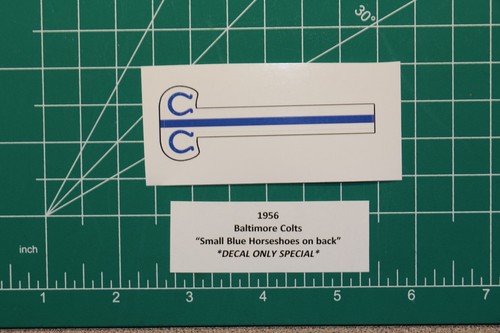 30°
1956
Baltimore Colts
“Small Blue Horseshoes on back”
*DECAL ONLY SPECIAL*
inch
1 2 3 4 5 6 7